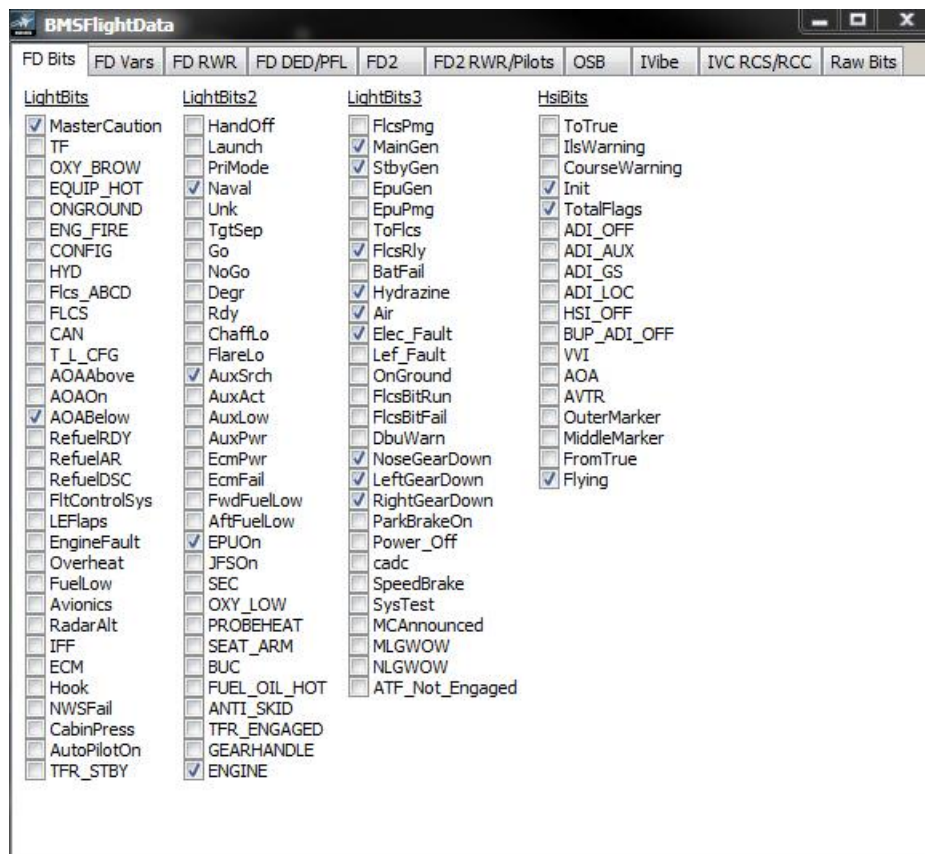 BMSFlightData
FD Bits FD Vars FD RWR FD DED/PFL FD2 FD2 RWR/Pilots OSB IVibe IVC RCS/RCC Raw Bits
LightBits
MasterCaution
TF
OXY_BROW
EQUIP_HOT
ONGROUND
ENG_FIRE
CONFIG
HYD
Flcs_ABCD
FLCS
CAN
T_L_CFG
AOAAbove
AOAOn
AOABelow
RefuelRDY
RefuelAR
RefuelDSC
FltControlSys
LEFlaps
EngineFault
Overheat
FuelLow
Avionics
RadarAlt
IFF
ECM
Hook
NWSFail
CabinPress
AutoPilotOn
TFR_STBY
LightBits2
HandOff
Launch
PriMode
Naval
Unk
TgtSep
Go
NoGo
Degr
Rdy
ChaffLo
FlareLo
AuxSrch
AuxAct
AuxLow
AuxPwr
EcmPwr
EcmFail
FwdFuelLow
AftFuelLow
EPUOn
JFSOn
SEC
OXY_LOW
PROBEHEAT
SEAT_ARM
BUC
FUEL_OIL_HOT
ANTI_SKID
TFR_ENGAGED
GEARHANDLE
ENGINE
LightBits3
FlcsPmg
MainGen
StbyGen
EpuGen
EpuPmg
ToFlcs
FlcsRly
BatFail
Hydrazine
Air
Elec_Fault
Lef_Fault
OnGround
FlcsBitRun
FlcsBitFail
DbuWarn
NoseGearDown
LeftGearDown
RightGearDown
ParkBrakeOn
Power_Off
cadc
SpeedBrake
SysTest
MCAnnounced
MLGWOW
NLGWOW
ATF_Not_Engaged
HsiBits
ToTrue
IlsWarning
CourseWarning
Init
TotalFlags
ADI_OFF
ADI_AUX
ADI_GS
ADI_LOC
HSI_OFF
BUP_ADI_OFF
VVI
AOA
AVTR
OuterMarker
MiddleMarker
FromTrue
Flying